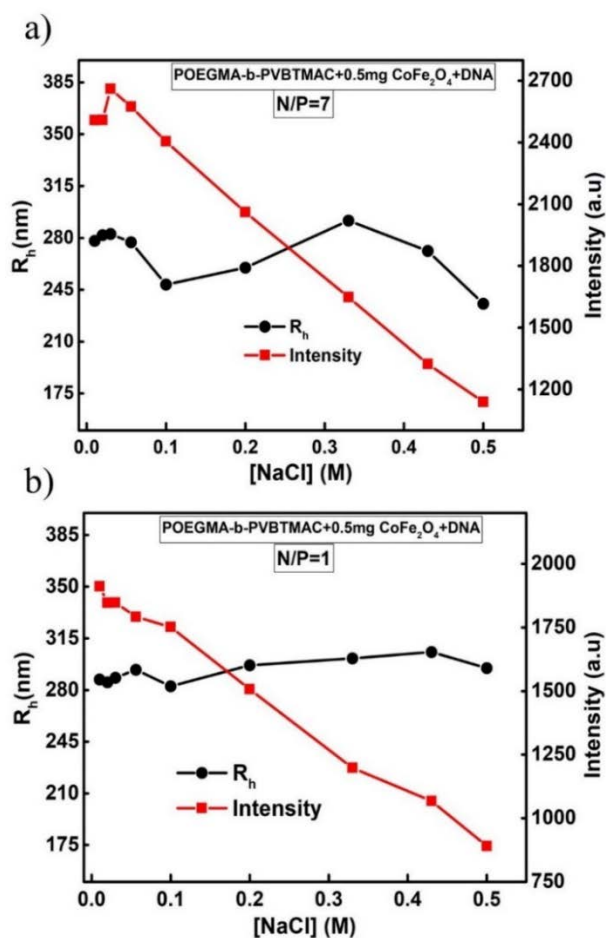 a)
POEGMA-b-PVBTMAC+0.5mg CoFe₂O₄+DNA
N/P=7
385
350
315
280
245
210
175
Rₕ(nm)
2700
2400
2100
1800
1500
1200
Intensity (a.u)
Rₕ
Intensity
0.0 0.1 0.2 0.3 0.4 0.5
[NaCl] (M)
b)
POEGMA-b-PVBTMAC+0.5mg CoFe₂O₄+DNA
N/P=1
385
350
315
280
245
210
175
Rₕ(nm)
2000
1750
1500
1250
1000
750
Intensity (a.u)
Rₕ
Intensity
0.0 0.1 0.2 0.3 0.4 0.5
[NaCl] (M)